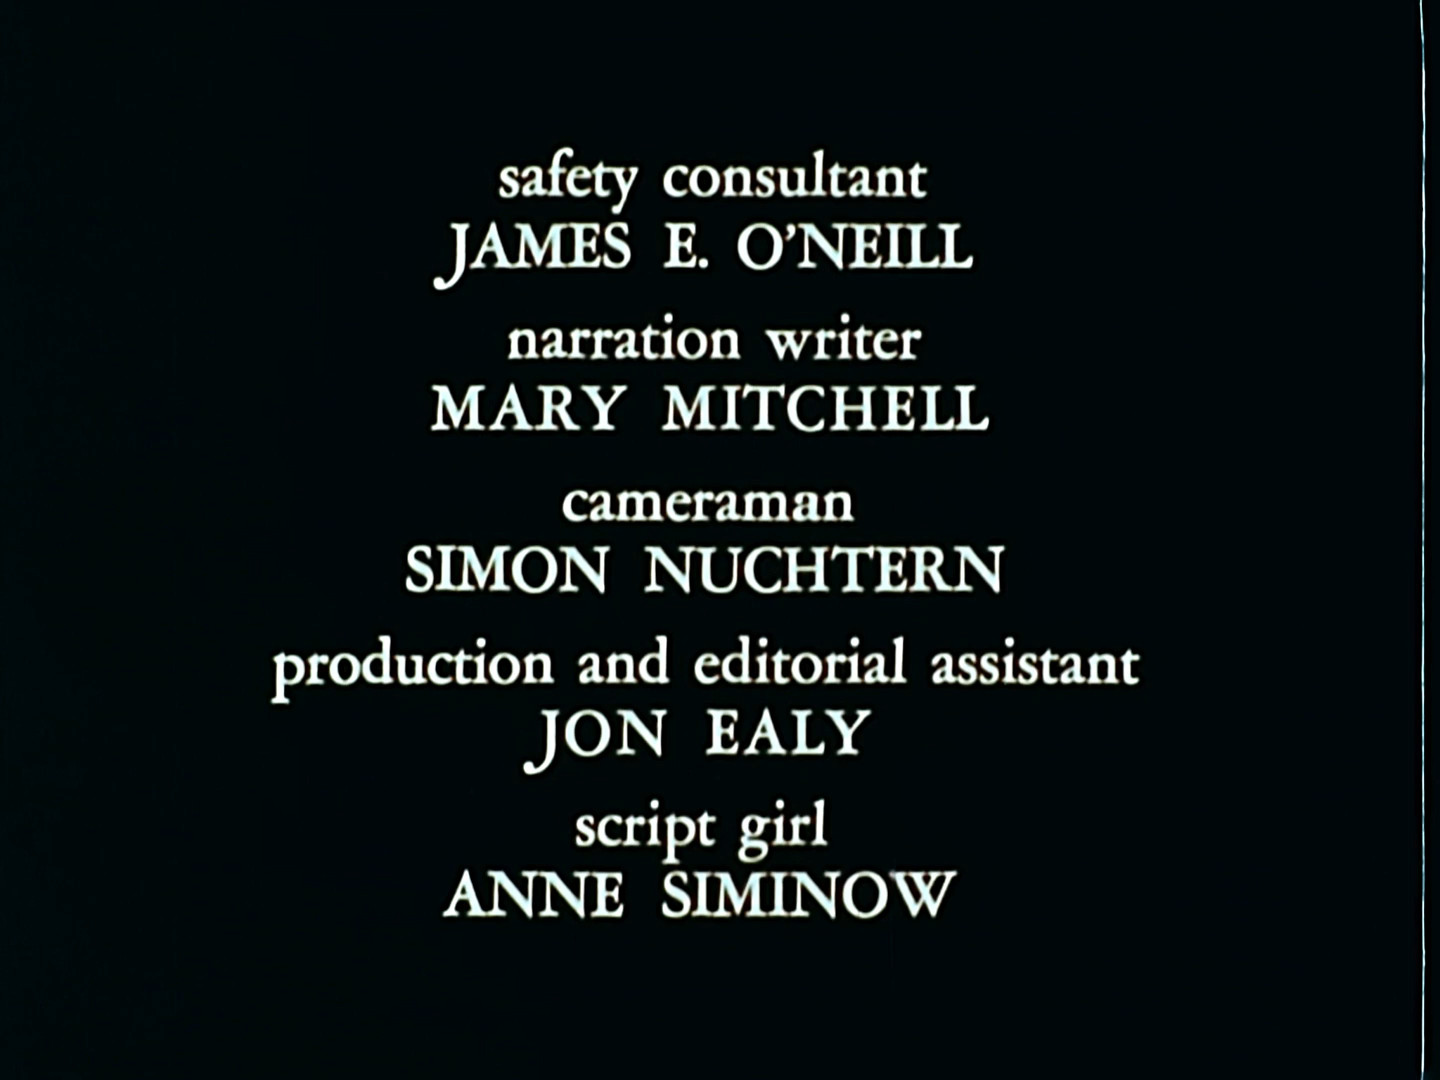 safety consultant
JAMES E. O'NEILL
narration writer
MARY MITCHELL
cameraman
SIMON NUCHTERN
production and editorial assistant
JON EALY
script girl
ANNE SIMINOW